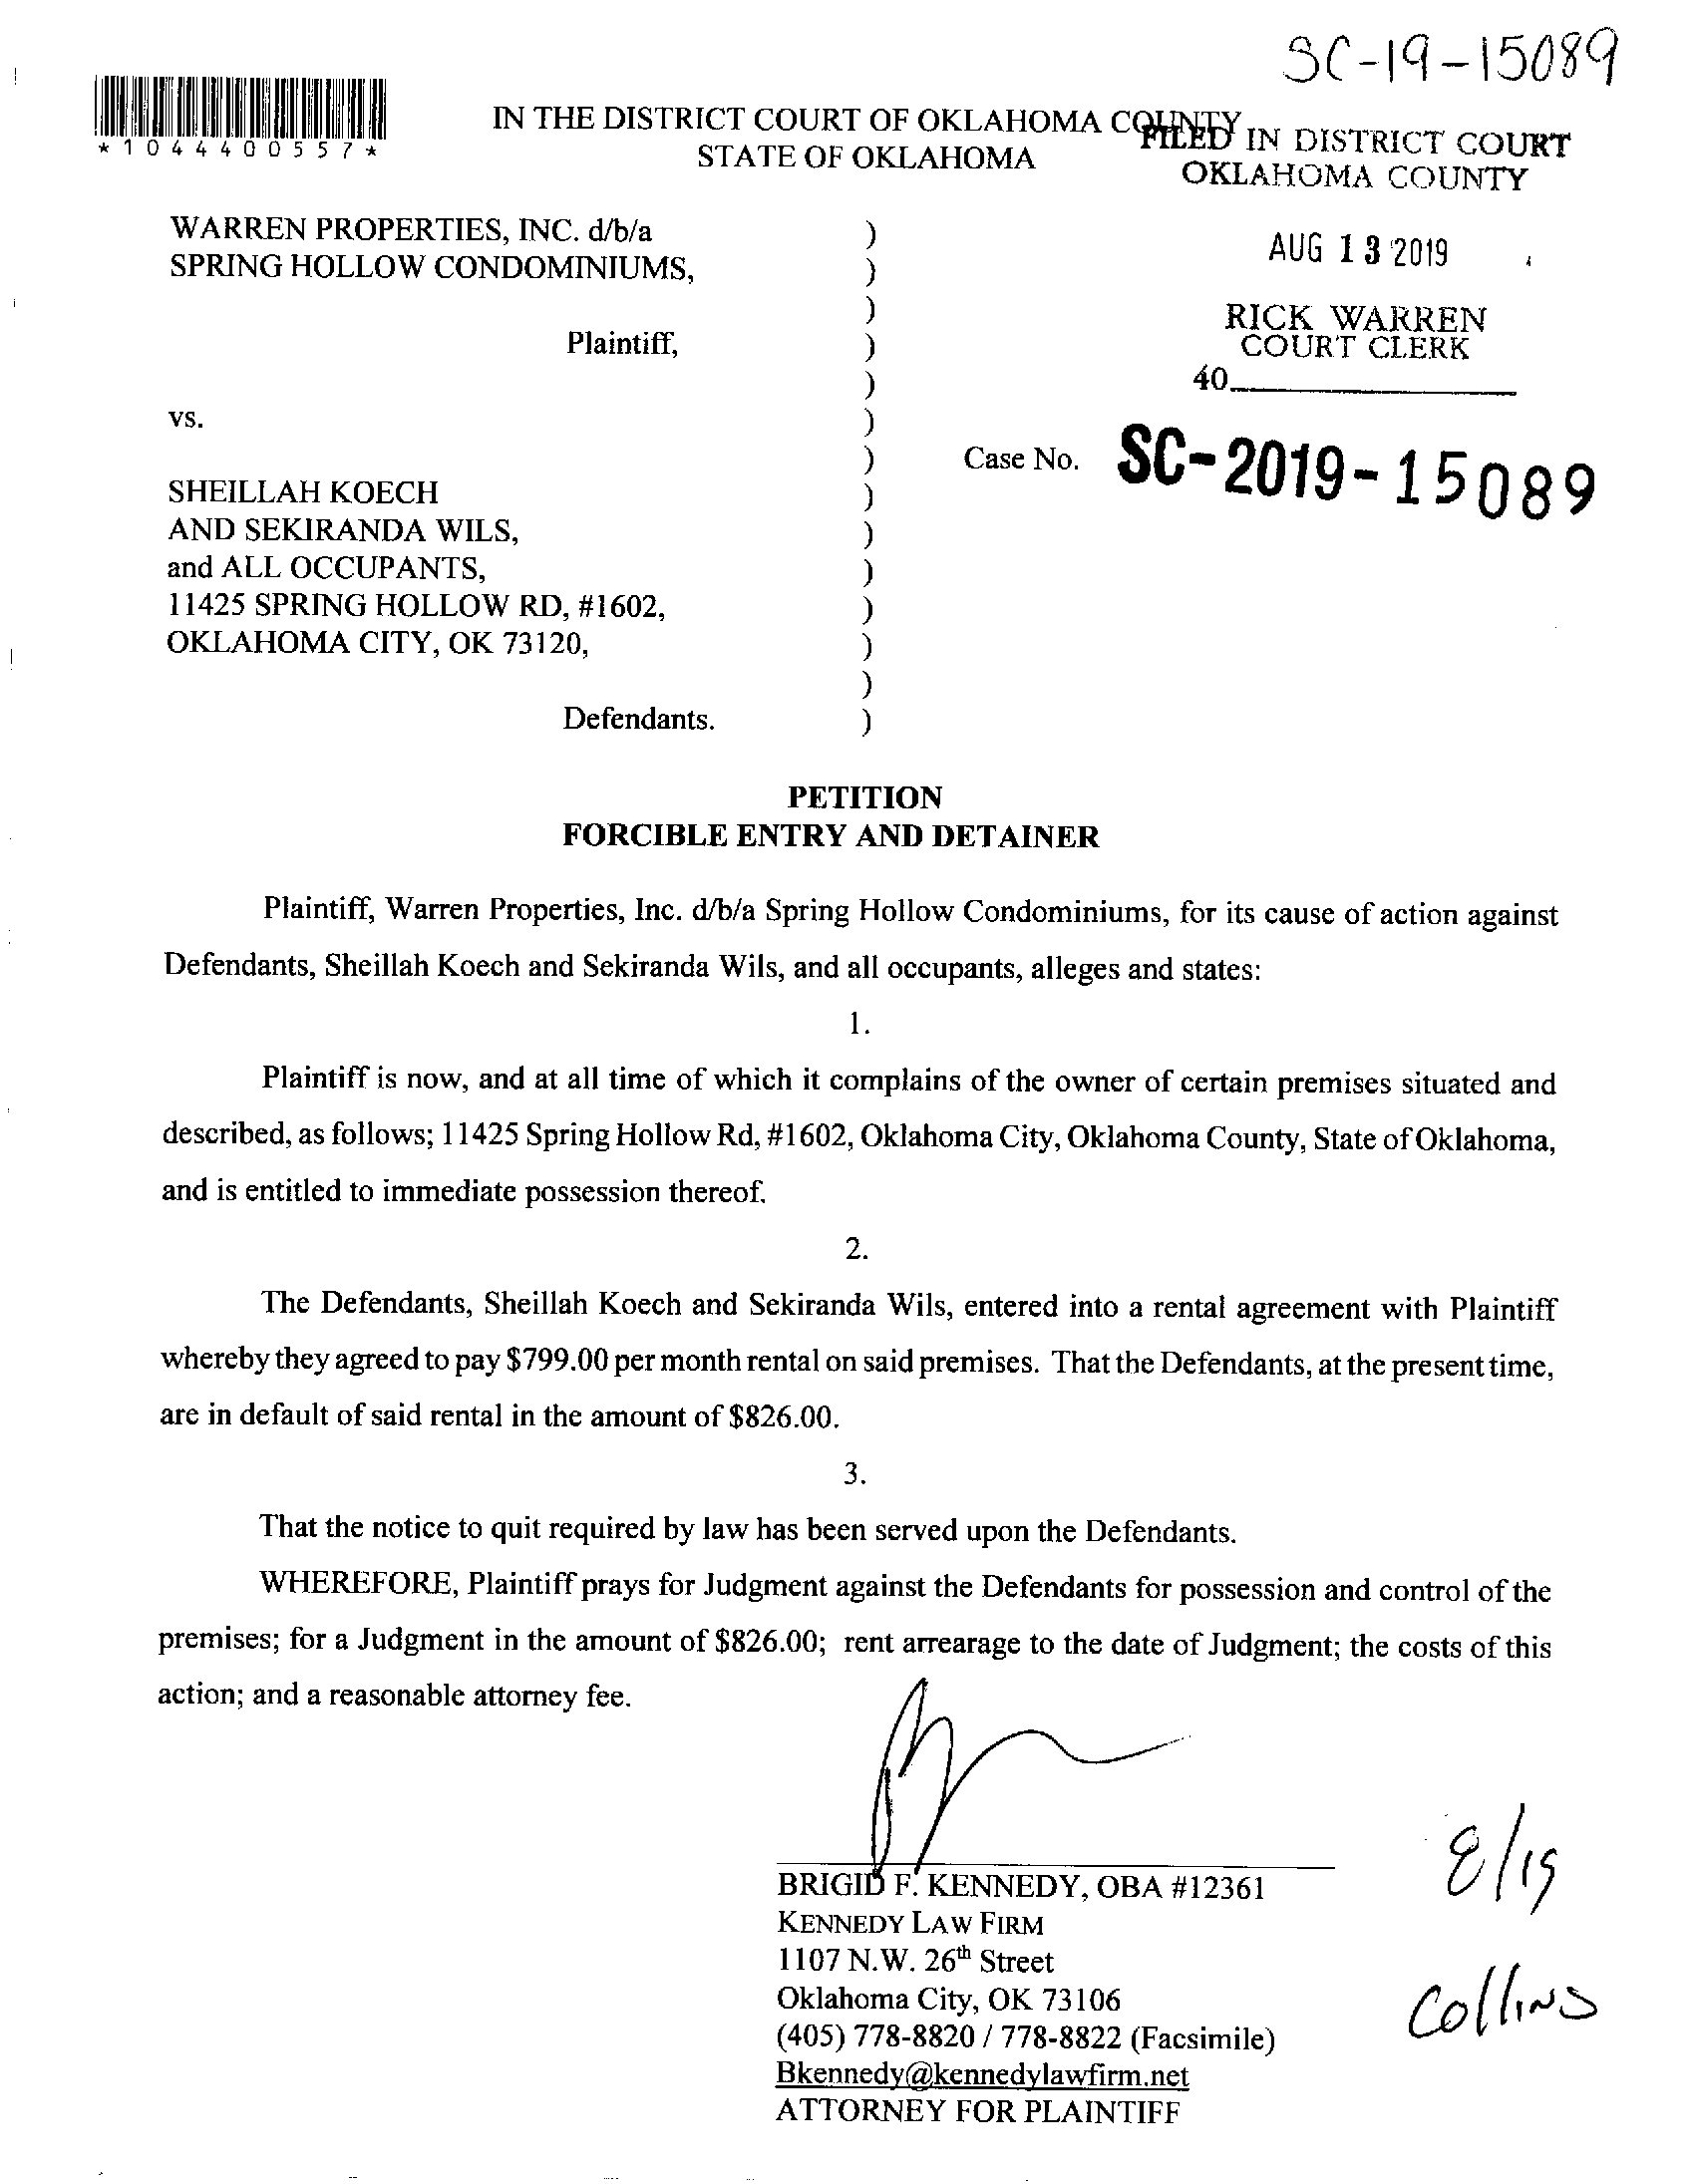 SC-19-15089
*1044400557*
IN THE DISTRICT COURT OF OKLAHOMA COUNTY
STATE OF OKLAHOMA
FILED IN DISTRICT COURT
OKLAHOMA COUNTY
AUG 13 2019
RICK WARREN
COURT CLERK
40
WARREN PROPERTIES, INC. d/b/a )
SPRING HOLLOW CONDOMINIUMS, )
)
Plaintiff, )
)
vs. )
) Case No. SC-2019-15089
SHEILLAH KOECH )
AND SEKIRANDA WILS, )
and ALL OCCUPANTS, )
11425 SPRING HOLLOW RD, #1602, )
OKLAHOMA CITY, OK 73120, )
)
Defendants. )
PETITION
FORCIBLE ENTRY AND DETAINER
Plaintiff, Warren Properties, Inc. d/b/a Spring Hollow Condominiums, for its cause of action against
Defendants, Sheillah Koech and Sekiranda Wils, and all occupants, alleges and states:
1.
Plaintiff is now, and at all time of which it complains of the owner of certain premises situated and
described, as follows; 11425 Spring Hollow Rd, #1602, Oklahoma City, Oklahoma County, State of Oklahoma,
and is entitled to immediate possession thereof.
2.
The Defendants, Sheillah Koech and Sekiranda Wils, entered into a rental agreement with Plaintiff
whereby they agreed to pay $799.00 per month rental on said premises. That the Defendants, at the present time,
are in default of said rental in the amount of $826.00.
3.
That the notice to quit required by law has been served upon the Defendants.
WHEREFORE, Plaintiff prays for Judgment against the Defendants for possession and control of the
premises; for a Judgment in the amount of $826.00; rent arrearage to the date of Judgment; the costs of this
action; and a reasonable attorney fee.
BRIGID F. KENNEDY, OBA #12361
KENNEDY LAW FIRM
1107 N.W. 26th Street
Oklahoma City, OK 73106
(405) 778-8820 / 778-8822 (Facsimile)
Bkennedy@kennedylawfirm.net
ATTORNEY FOR PLAINTIFF
8/19
Collins